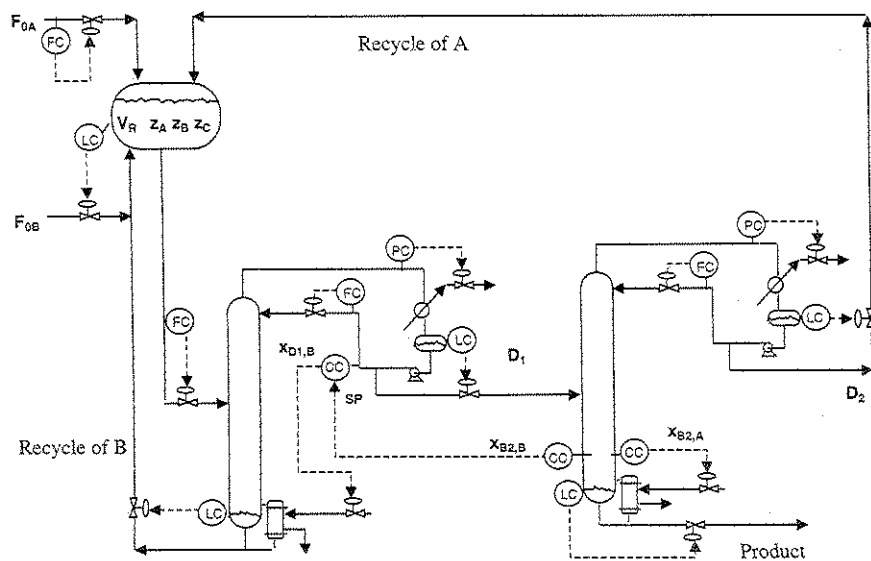 F0A
FC
Recycle of A
VR zA zB zC
LC
F0B
PC
PC
FC
FC
FC
LC
LC
xD1,B
CC
D1
SP
D2
xB2,B
xB2,A
CC
CC
Recycle of B
LC
LC
Product